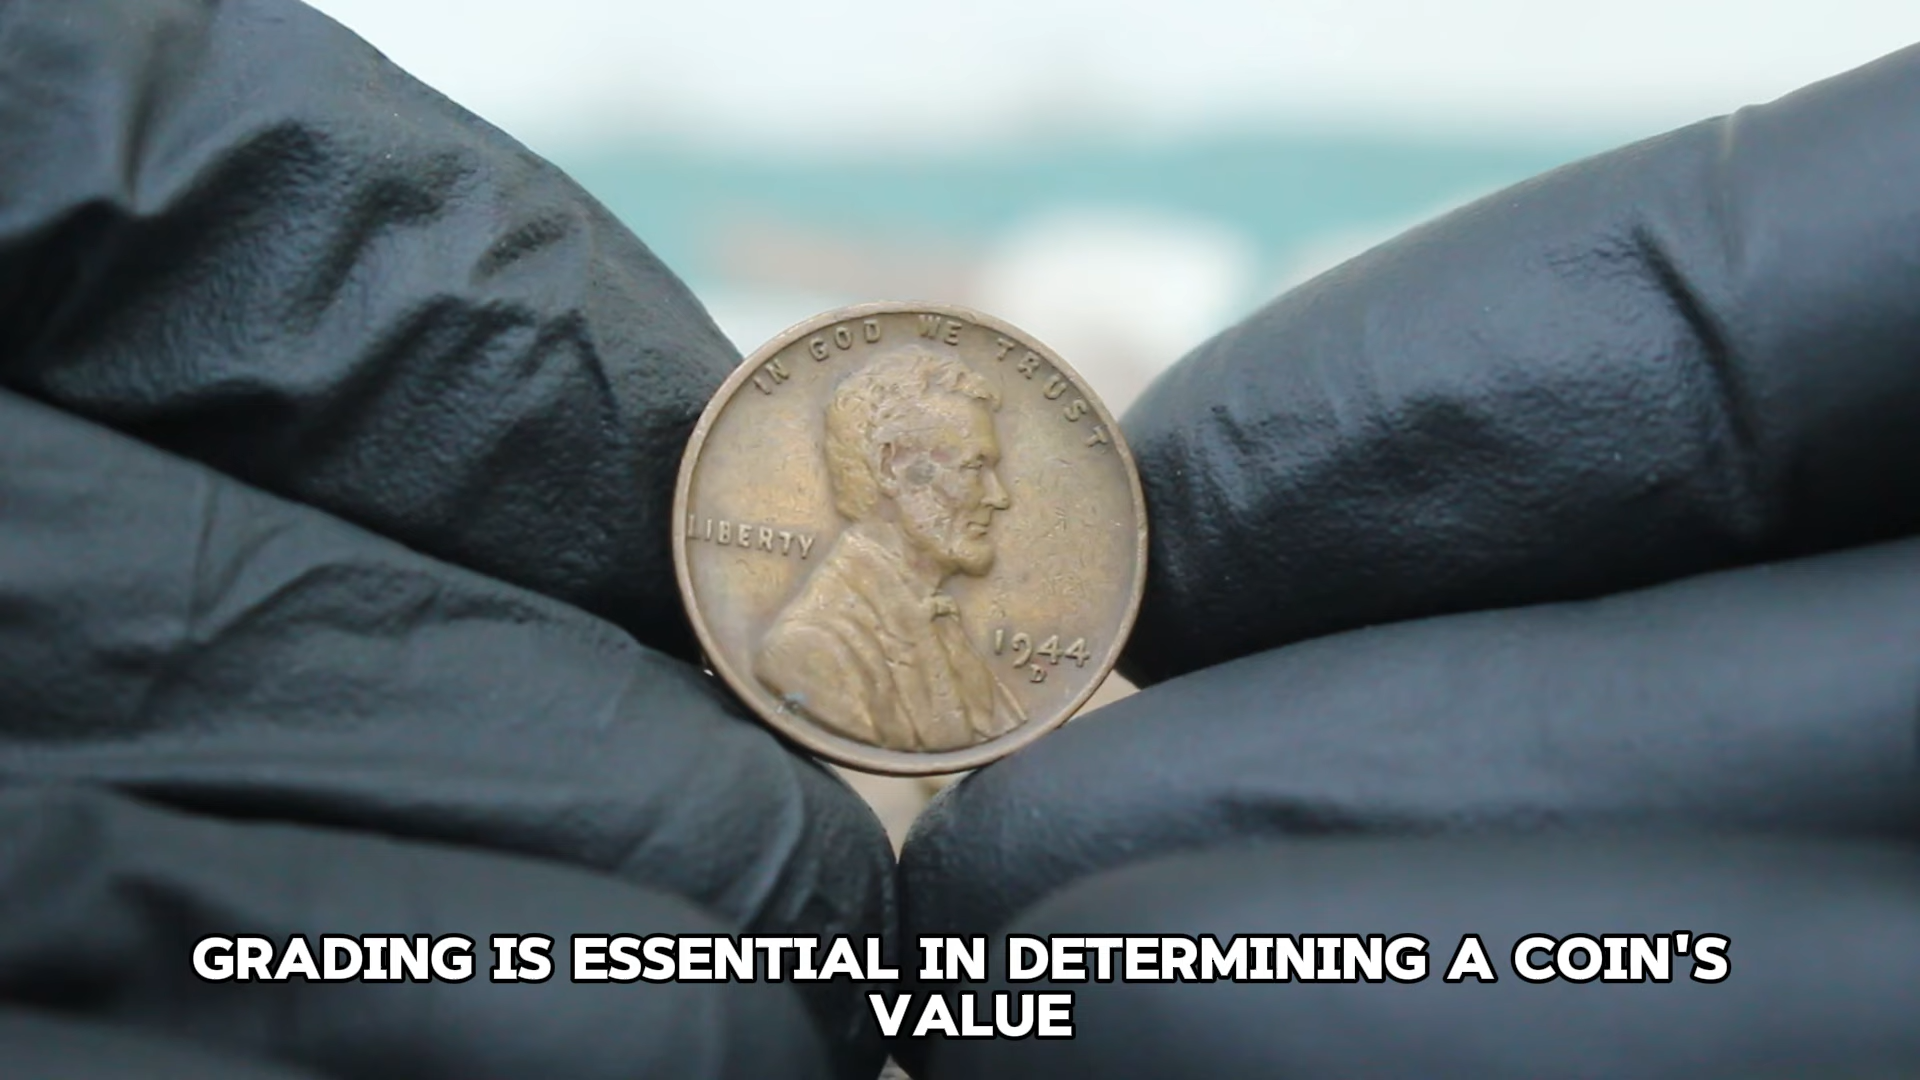 IN GOD WE TRUST
LIBERTY
1944
D
GRADING IS ESSENTIAL IN DETERMINING A COIN'S
VALUE